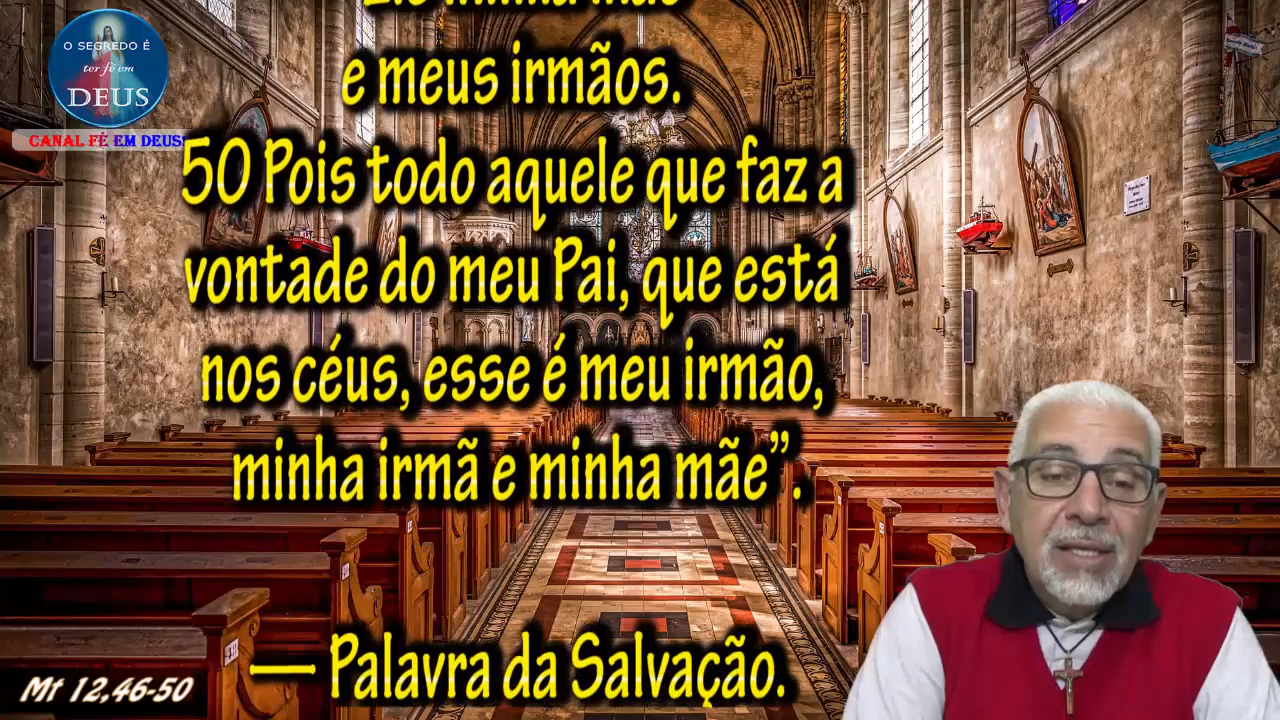 O SEGREDO É
ter fé em
DEUS
CANAL FÉ EM DEUS!
e meus irmãos.
50 Pois todo aquele que faz a
vontade do meu Pai, que está
nos céus, esse é meu irmão,
minha irmã e minha mãe”.
— Palavra da Salvação.
Mt 12,46-50